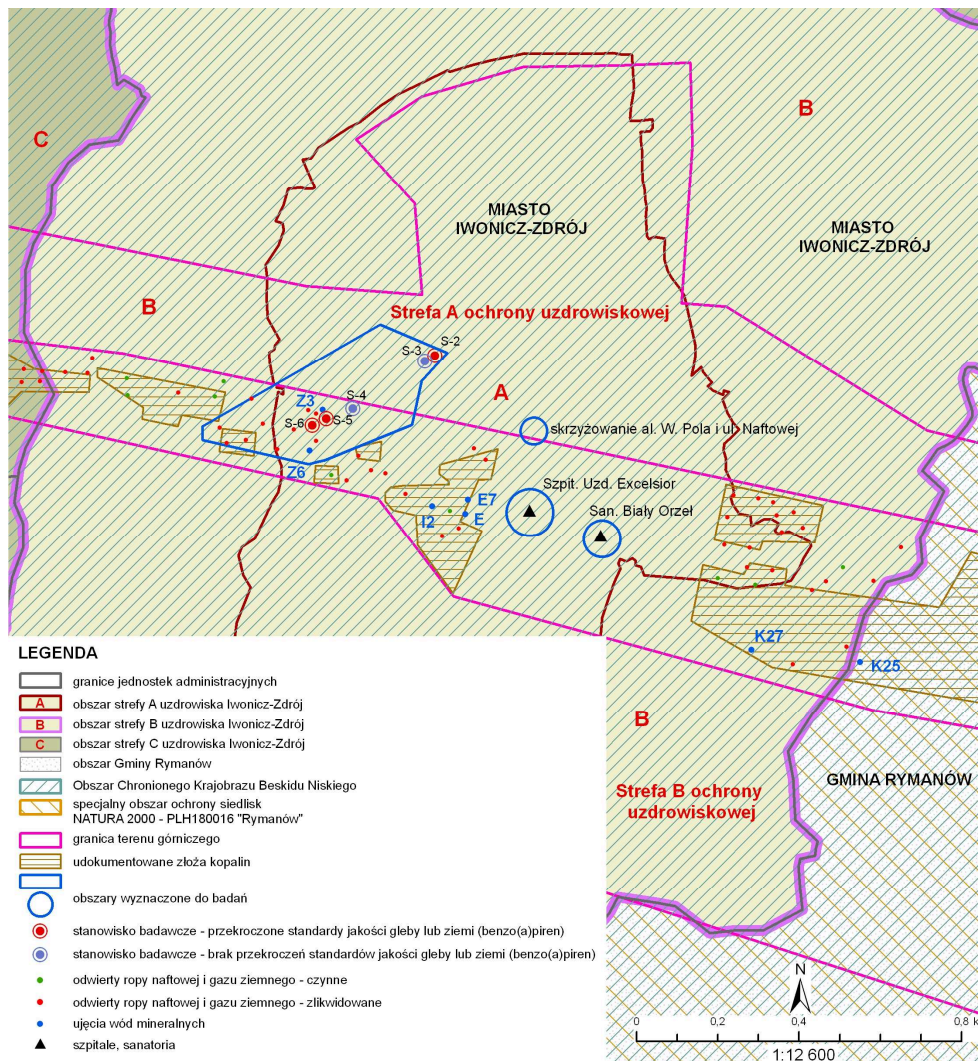 B
C
MIASTO
IWONICZ-ZDRÓJ
MIASTO
IWONICZ-ZDRÓJ
B
Strefa A ochrony uzdrowiskowej
S-2
S-3
A
S-4
Z3
S-5
S-6
skrzyżowanie al. W. Pola i ul. Naftowej
Z6
Szpit. Uzd. Excelsior
E7
San. Biały Orzeł
I2
E
K27
K25
B
GMINA RYMANÓW
Strefa B ochrony
uzdrowiskowej
LEGENDA
granice jednostek administracyjnych
A obszar strefy A uzdrowiska Iwonicz-Zdrój
B obszar strefy B uzdrowiska Iwonicz-Zdrój
C obszar strefy C uzdrowiska Iwonicz-Zdrój
obszar Gminy Rymanów
Obszar Chronionego Krajobrazu Beskidu Niskiego
specjalny obszar ochrony siedlisk
NATURA 2000 - PLH180016 "Rymanów"
granica terenu górniczego
udokumentowane złoża kopalin
obszary wyznaczone do badań
stanowisko badawcze - przekroczone standardy jakości gleby lub ziemi (benzo(a)piren)
stanowisko badawcze - brak przekroczeń standardów jakości gleby lub ziemi (benzo(a)piren)
odwierty ropy naftowej i gazu ziemnego - czynne
odwierty ropy naftowej i gazu ziemnego - zlikwidowane
ujęcia wód mineralnych
szpitale, sanatoria
N
0 0,2 0,4 0,6 0,8 k
1:12 600